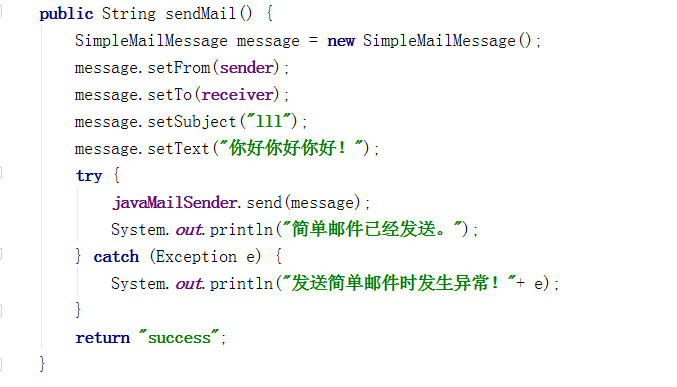 public String sendMail() {
SimpleMailMessage message = new SimpleMailMessage();
message.setFrom(sender);
message.setTo(receiver);
message.setSubject("lll");
message.setText("你好你好你好！");
try {
javaMailSender.send(message);
System.out.println("简单邮件已经发送。");
} catch (Exception e) {
System.out.println("发送简单邮件时发生异常！"+ e);
}
return "success";
}